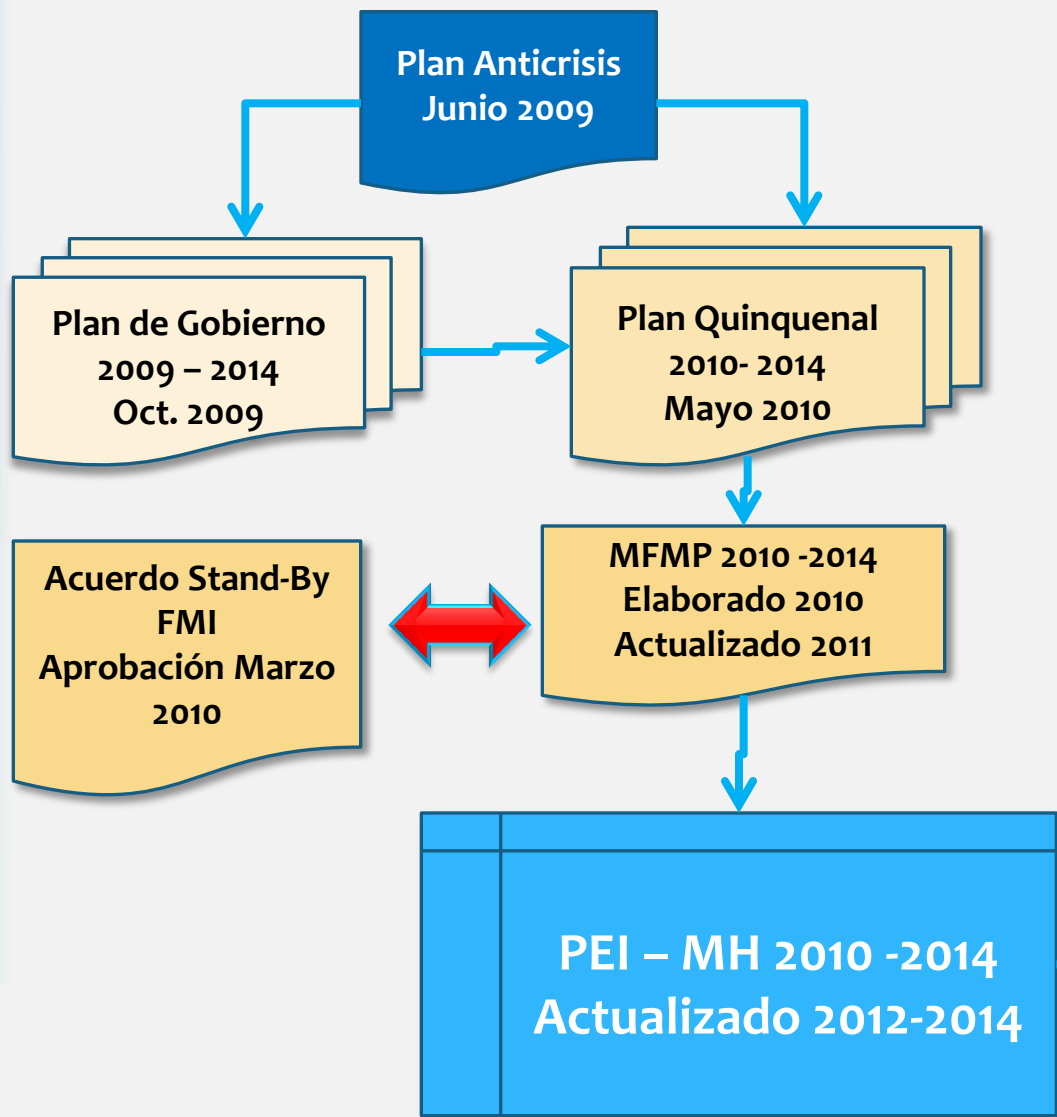 Plan Anticrisis
Junio 2009
Plan de Gobierno
2009 – 2014
Oct. 2009
Plan Quinquenal
2010- 2014
Mayo 2010
Acuerdo Stand-By
FMI
Aprobación Marzo
2010
MFMP 2010 -2014
Elaborado 2010
Actualizado 2011
PEI – MH 2010 -2014
Actualizado 2012-2014